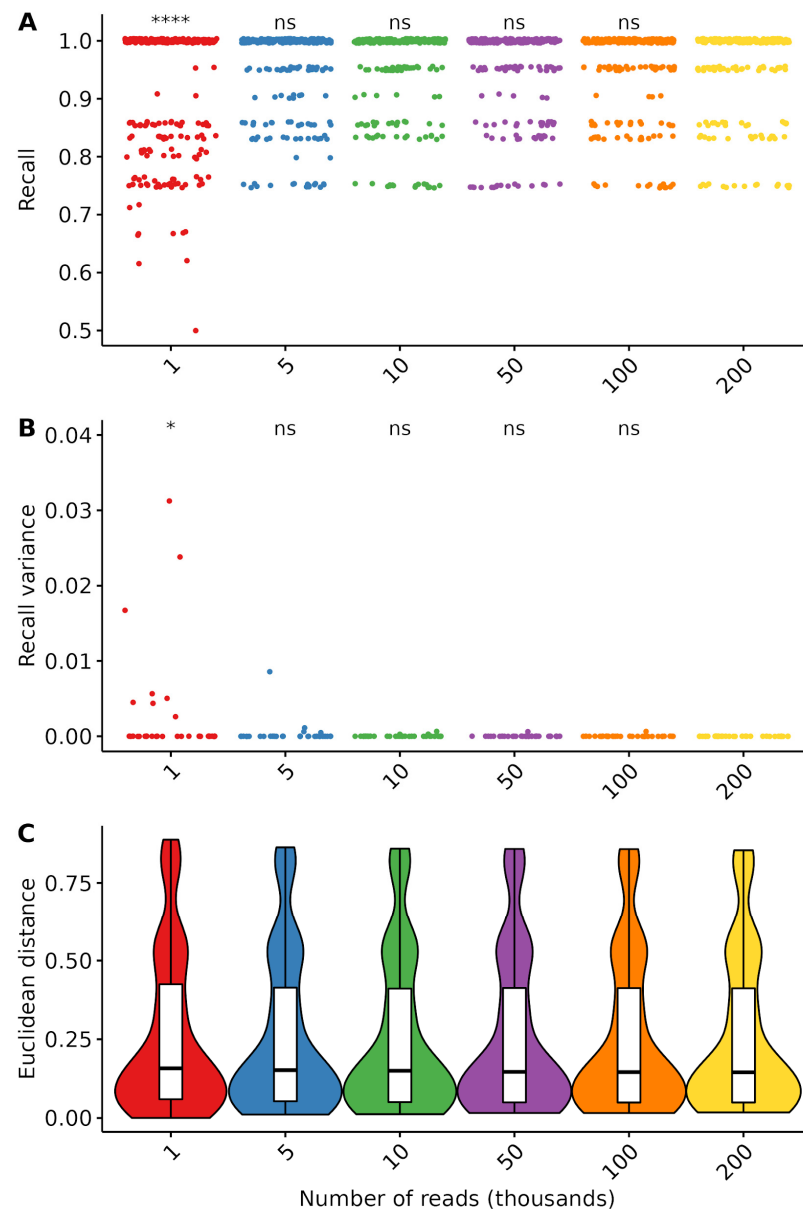 A
**** ns ns ns ns
1.0
0.9
0.8
0.7
0.6
0.5
Recall
1 5 10 50 100 200
B
* ns ns ns ns
0.04
0.03
0.02
0.01
0.00
Recall variance
1 5 10 50 100 200
C
0.75
0.50
0.25
0.00
Euclidean distance
1 5 10 50 100 200
Number of reads (thousands)